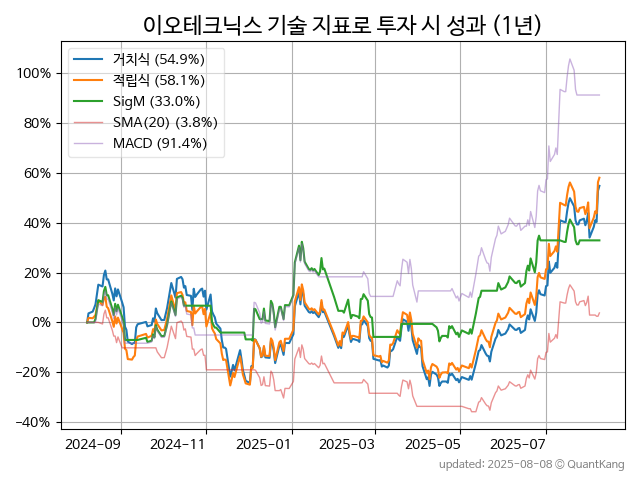 이오테크닉스 기술 지표로 투자 시 성과 (1년)
거치식 (54.9%)
적립식 (58.1%)
SigM (33.0%)
SMA(20) (3.8%)
MACD (91.4%)
100%
80%
60%
40%
20%
0%
−20%
−40%
2024-09
2024-11
2025-01
2025-03
2025-05
2025-07
updated: 2025-08-08 © QuantKang